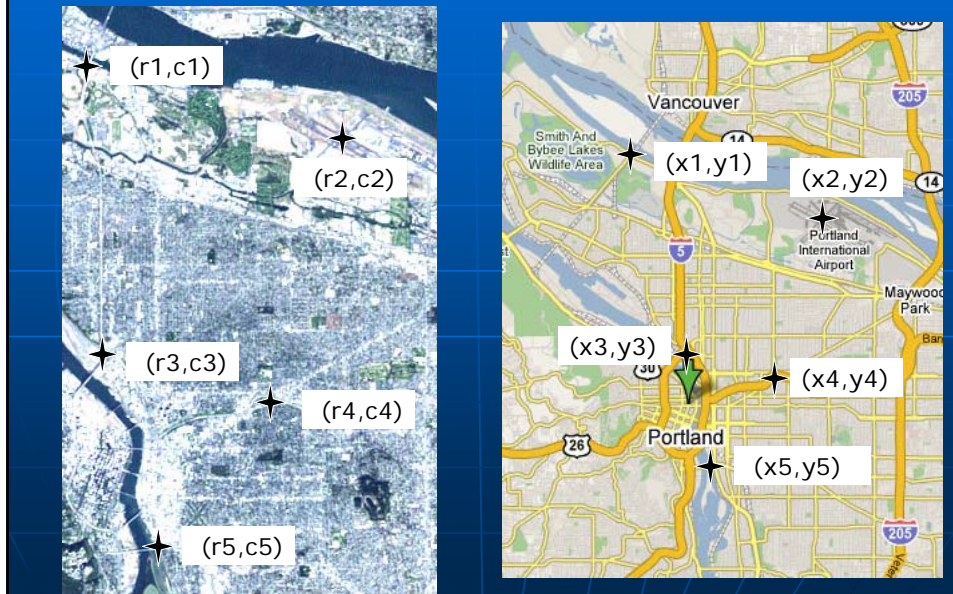 (r1,c1)
(r2,c2)
(r3,c3)
(r4,c4)
(r5,c5)
205
Vancouver
14
Smith And
Bybee Lakes
Wildlife Area
(x1,y1)
(x2,y2)
14
Portland
International
Airport
5
Maywood
Park
(x3,y3)
30
(x4,y4)
26
Portland
(x5,y5)
205